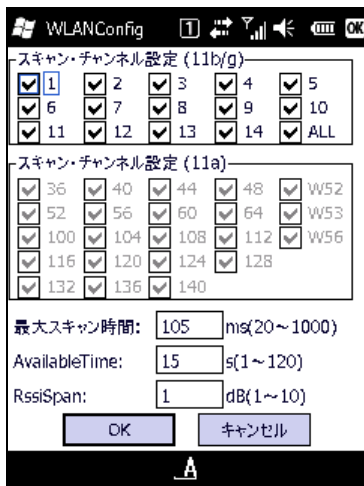 WLANConfig 1 OK
スキャン・チャンネル設定 (11b/g)
1 2 3 4 5
6 7 8 9 10
11 12 13 14 ALL
スキャン・チャンネル設定 (11a)
36 40 44 48 W52
52 56 60 64 W53
100 104 108 112 W56
116 120 124 128
132 136 140
最大スキャン時間: 105 ms(20~1000)
AvailableTime: 15 s(1~120)
RssiSpan: 1 dB(1~10)
OK キャンセル
A